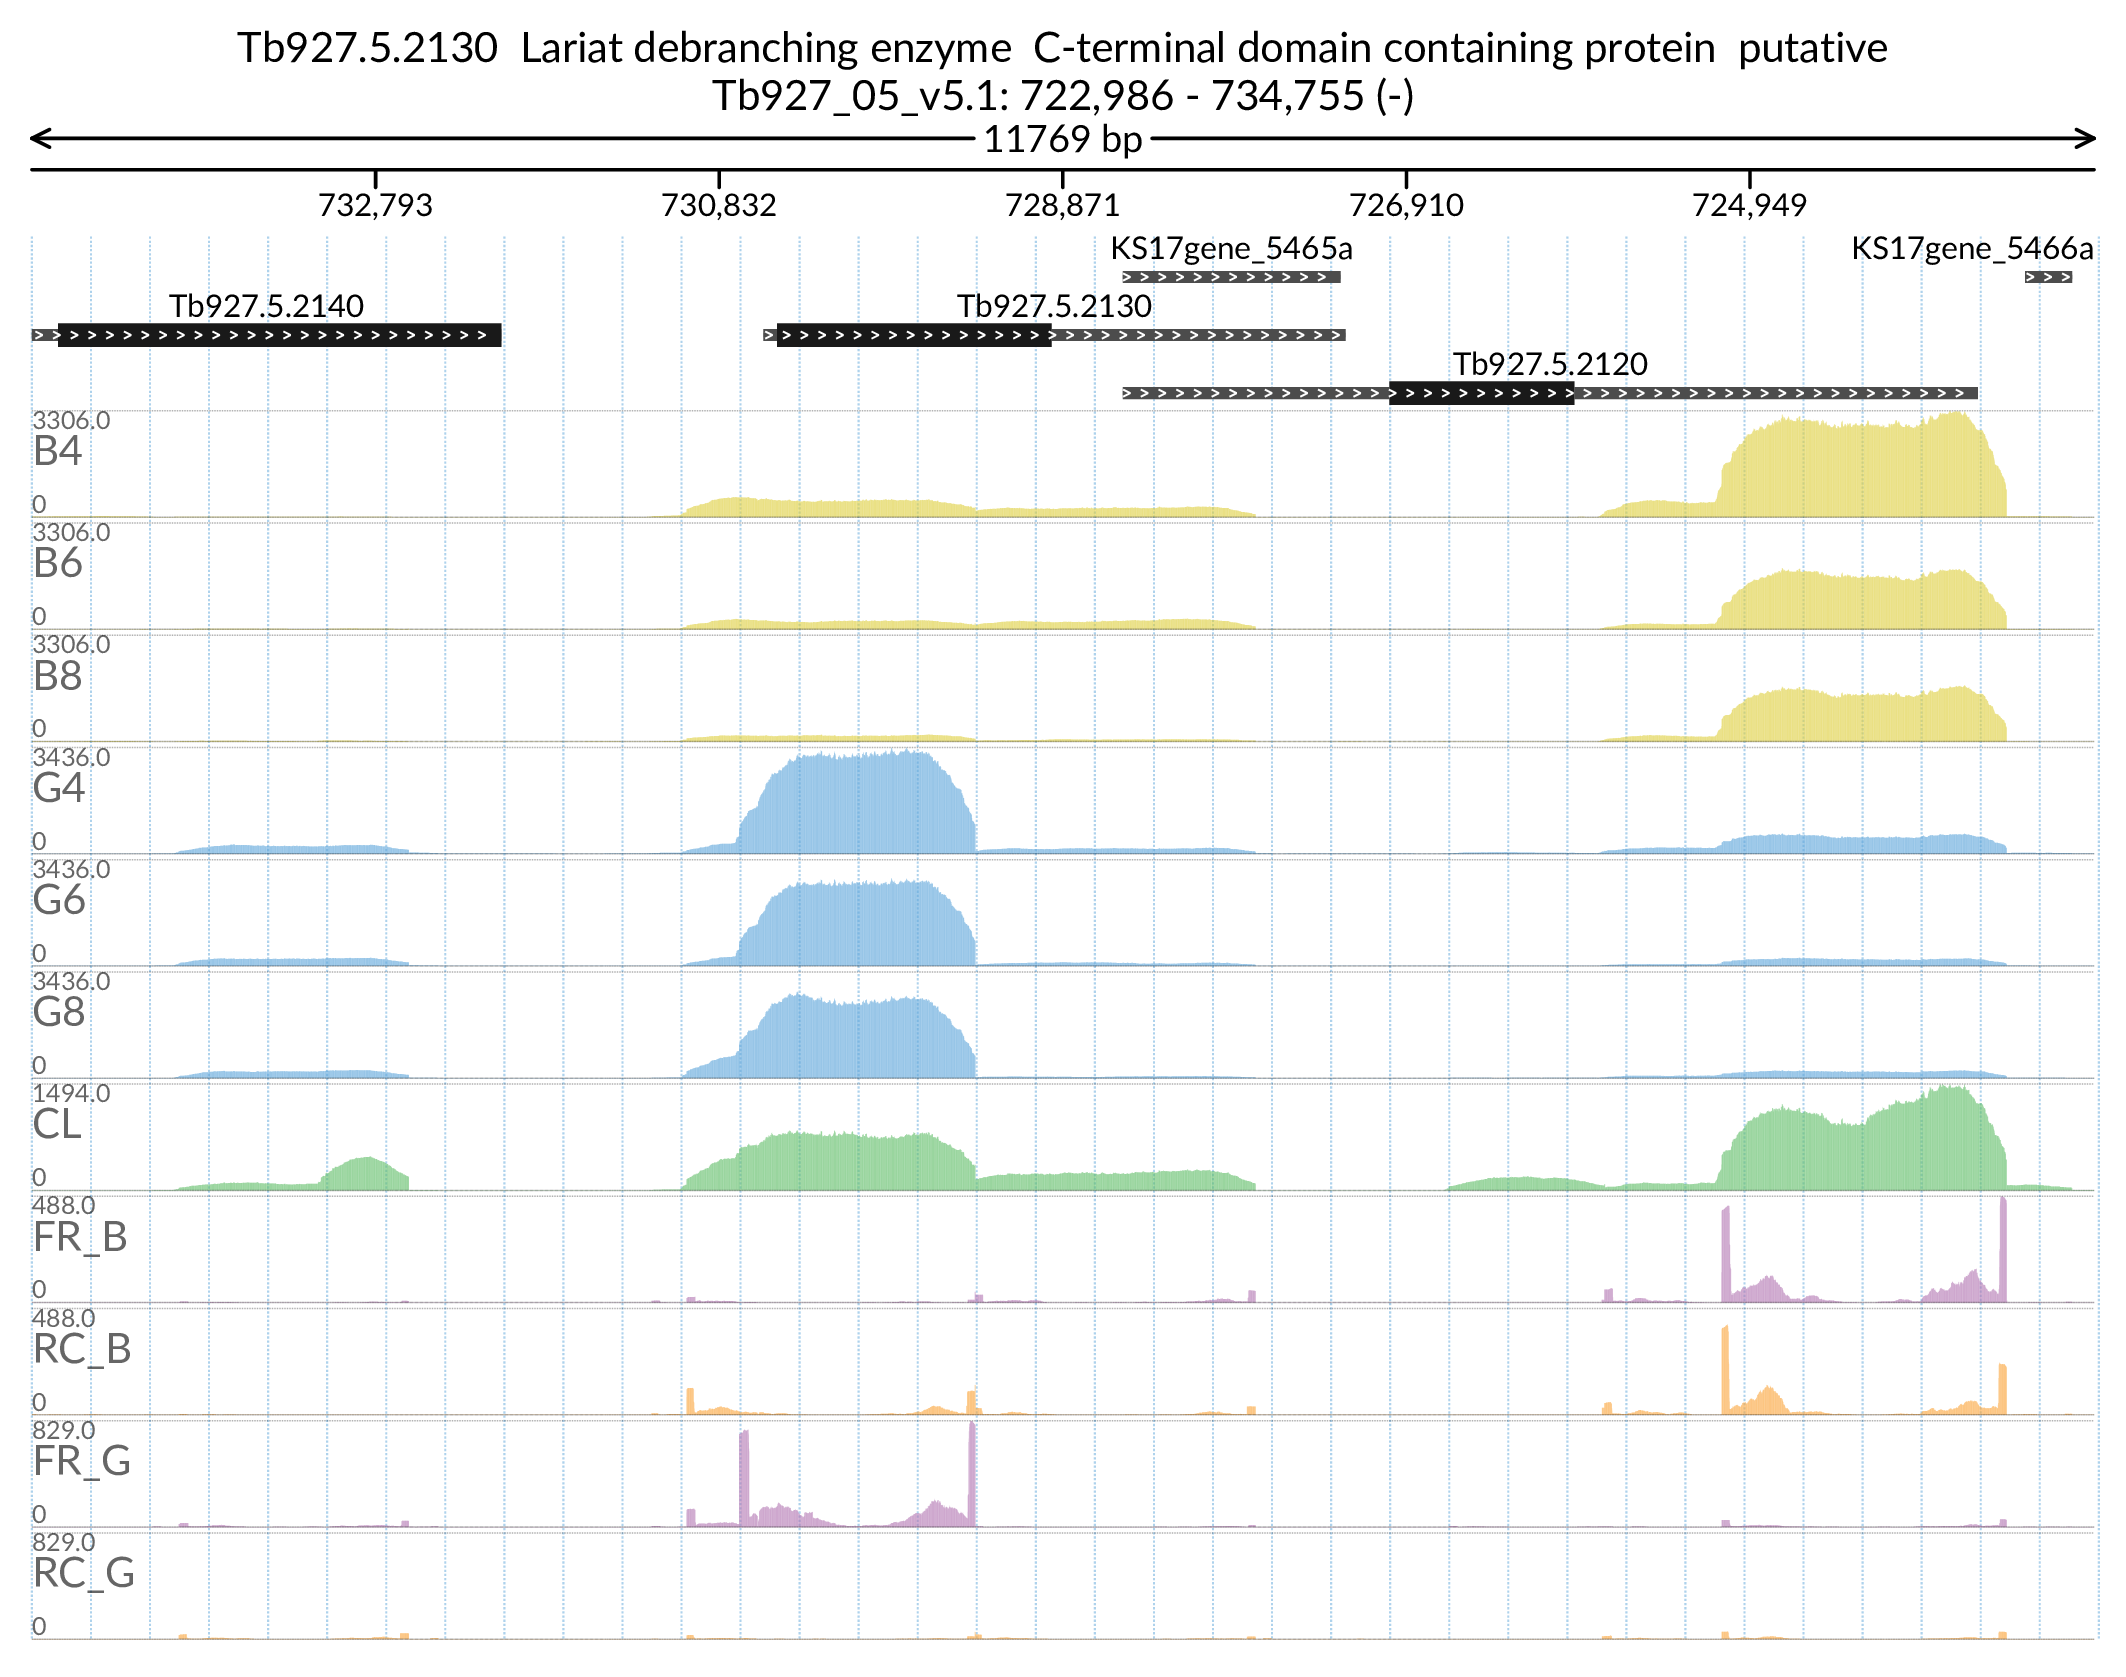 Tb927.5.2130  Lariat debranching enzyme  C-terminal domain containing protein  putative
Tb927_05_v5.1: 722,986 - 734,755 (-)
11769 bp
732,793 730,832 728,871 726,910 724,949
KS17gene_5465a KS17gene_5466a
Tb927.5.2140 Tb927.5.2130
Tb927.5.2120
3306.0
B4
0
3306.0
B6
0
3306.0
B8
0
3436.0
G4
0
3436.0
G6
0
3436.0
G8
0
1494.0
CL
0
488.0
FR_B
0
488.0
RC_B
0
829.0
FR_G
0
829.0
RC_G
0